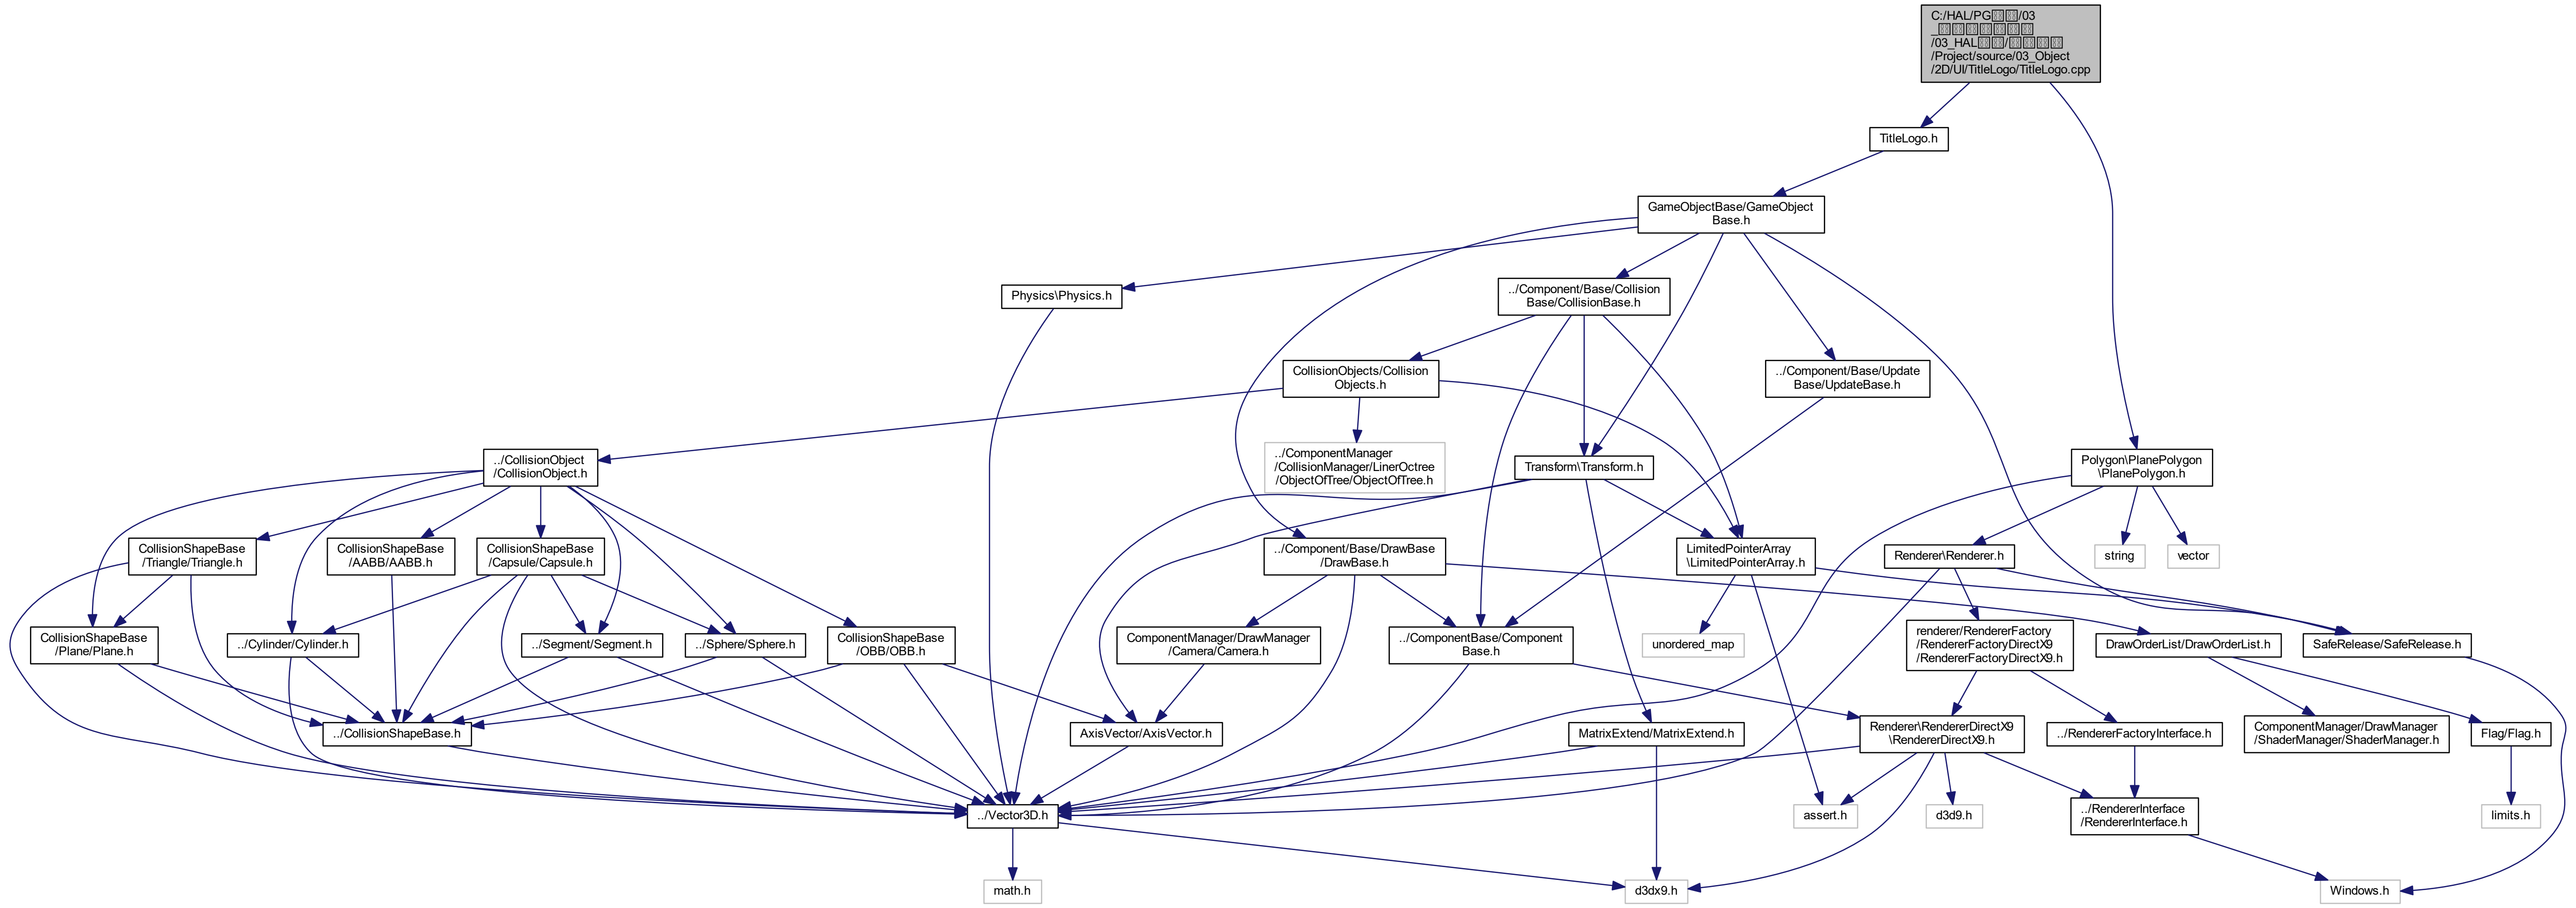 C:/HAL/PG/03
_
/03_HAL/
/Project/source/03_Object
/2D/UI/TitleLogo/TitleLogo.cpp
TitleLogo.h
GameObjectBase/GameObject
Base.h
Physics\Physics.h
../Component/Base/Collision
Base/CollisionBase.h
CollisionObjects/Collision
Objects.h
../Component/Base/Update
Base/UpdateBase.h
../CollisionObject
/CollisionObject.h
../ComponentManager
/CollisionManager/LinerOctree
/ObjectOfTree/ObjectOfTree.h
Transform\Transform.h
Polygon\PlanePolygon
\PlanePolygon.h
CollisionShapeBase
/Triangle/Triangle.h
CollisionShapeBase
/AABB/AABB.h
CollisionShapeBase
/Capsule/Capsule.h
../Component/Base/DrawBase
/DrawBase.h
LimitedPointerArray
\LimitedPointerArray.h
Renderer\Renderer.h
string
vector
CollisionShapeBase
/Plane/Plane.h
../Cylinder/Cylinder.h
../Segment/Segment.h
../Sphere/Sphere.h
CollisionShapeBase
/OBB/OBB.h
ComponentManager/DrawManager
/Camera/Camera.h
../ComponentBase/Component
Base.h
unordered_map
renderer/RendererFactory
/RendererFactoryDirectX9
/RendererFactoryDirectX9.h
DrawOrderList/DrawOrderList.h
SafeRelease/SafeRelease.h
../CollisionShapeBase.h
AxisVector/AxisVector.h
MatrixExtend/MatrixExtend.h
Renderer\RendererDirectX9
\RendererDirectX9.h
../RendererFactoryInterface.h
ComponentManager/DrawManager
/ShaderManager/ShaderManager.h
Flag/Flag.h
../Vector3D.h
assert.h
d3d9.h
../RendererInterface
/RendererInterface.h
limits.h
math.h
d3dx9.h
Windows.h